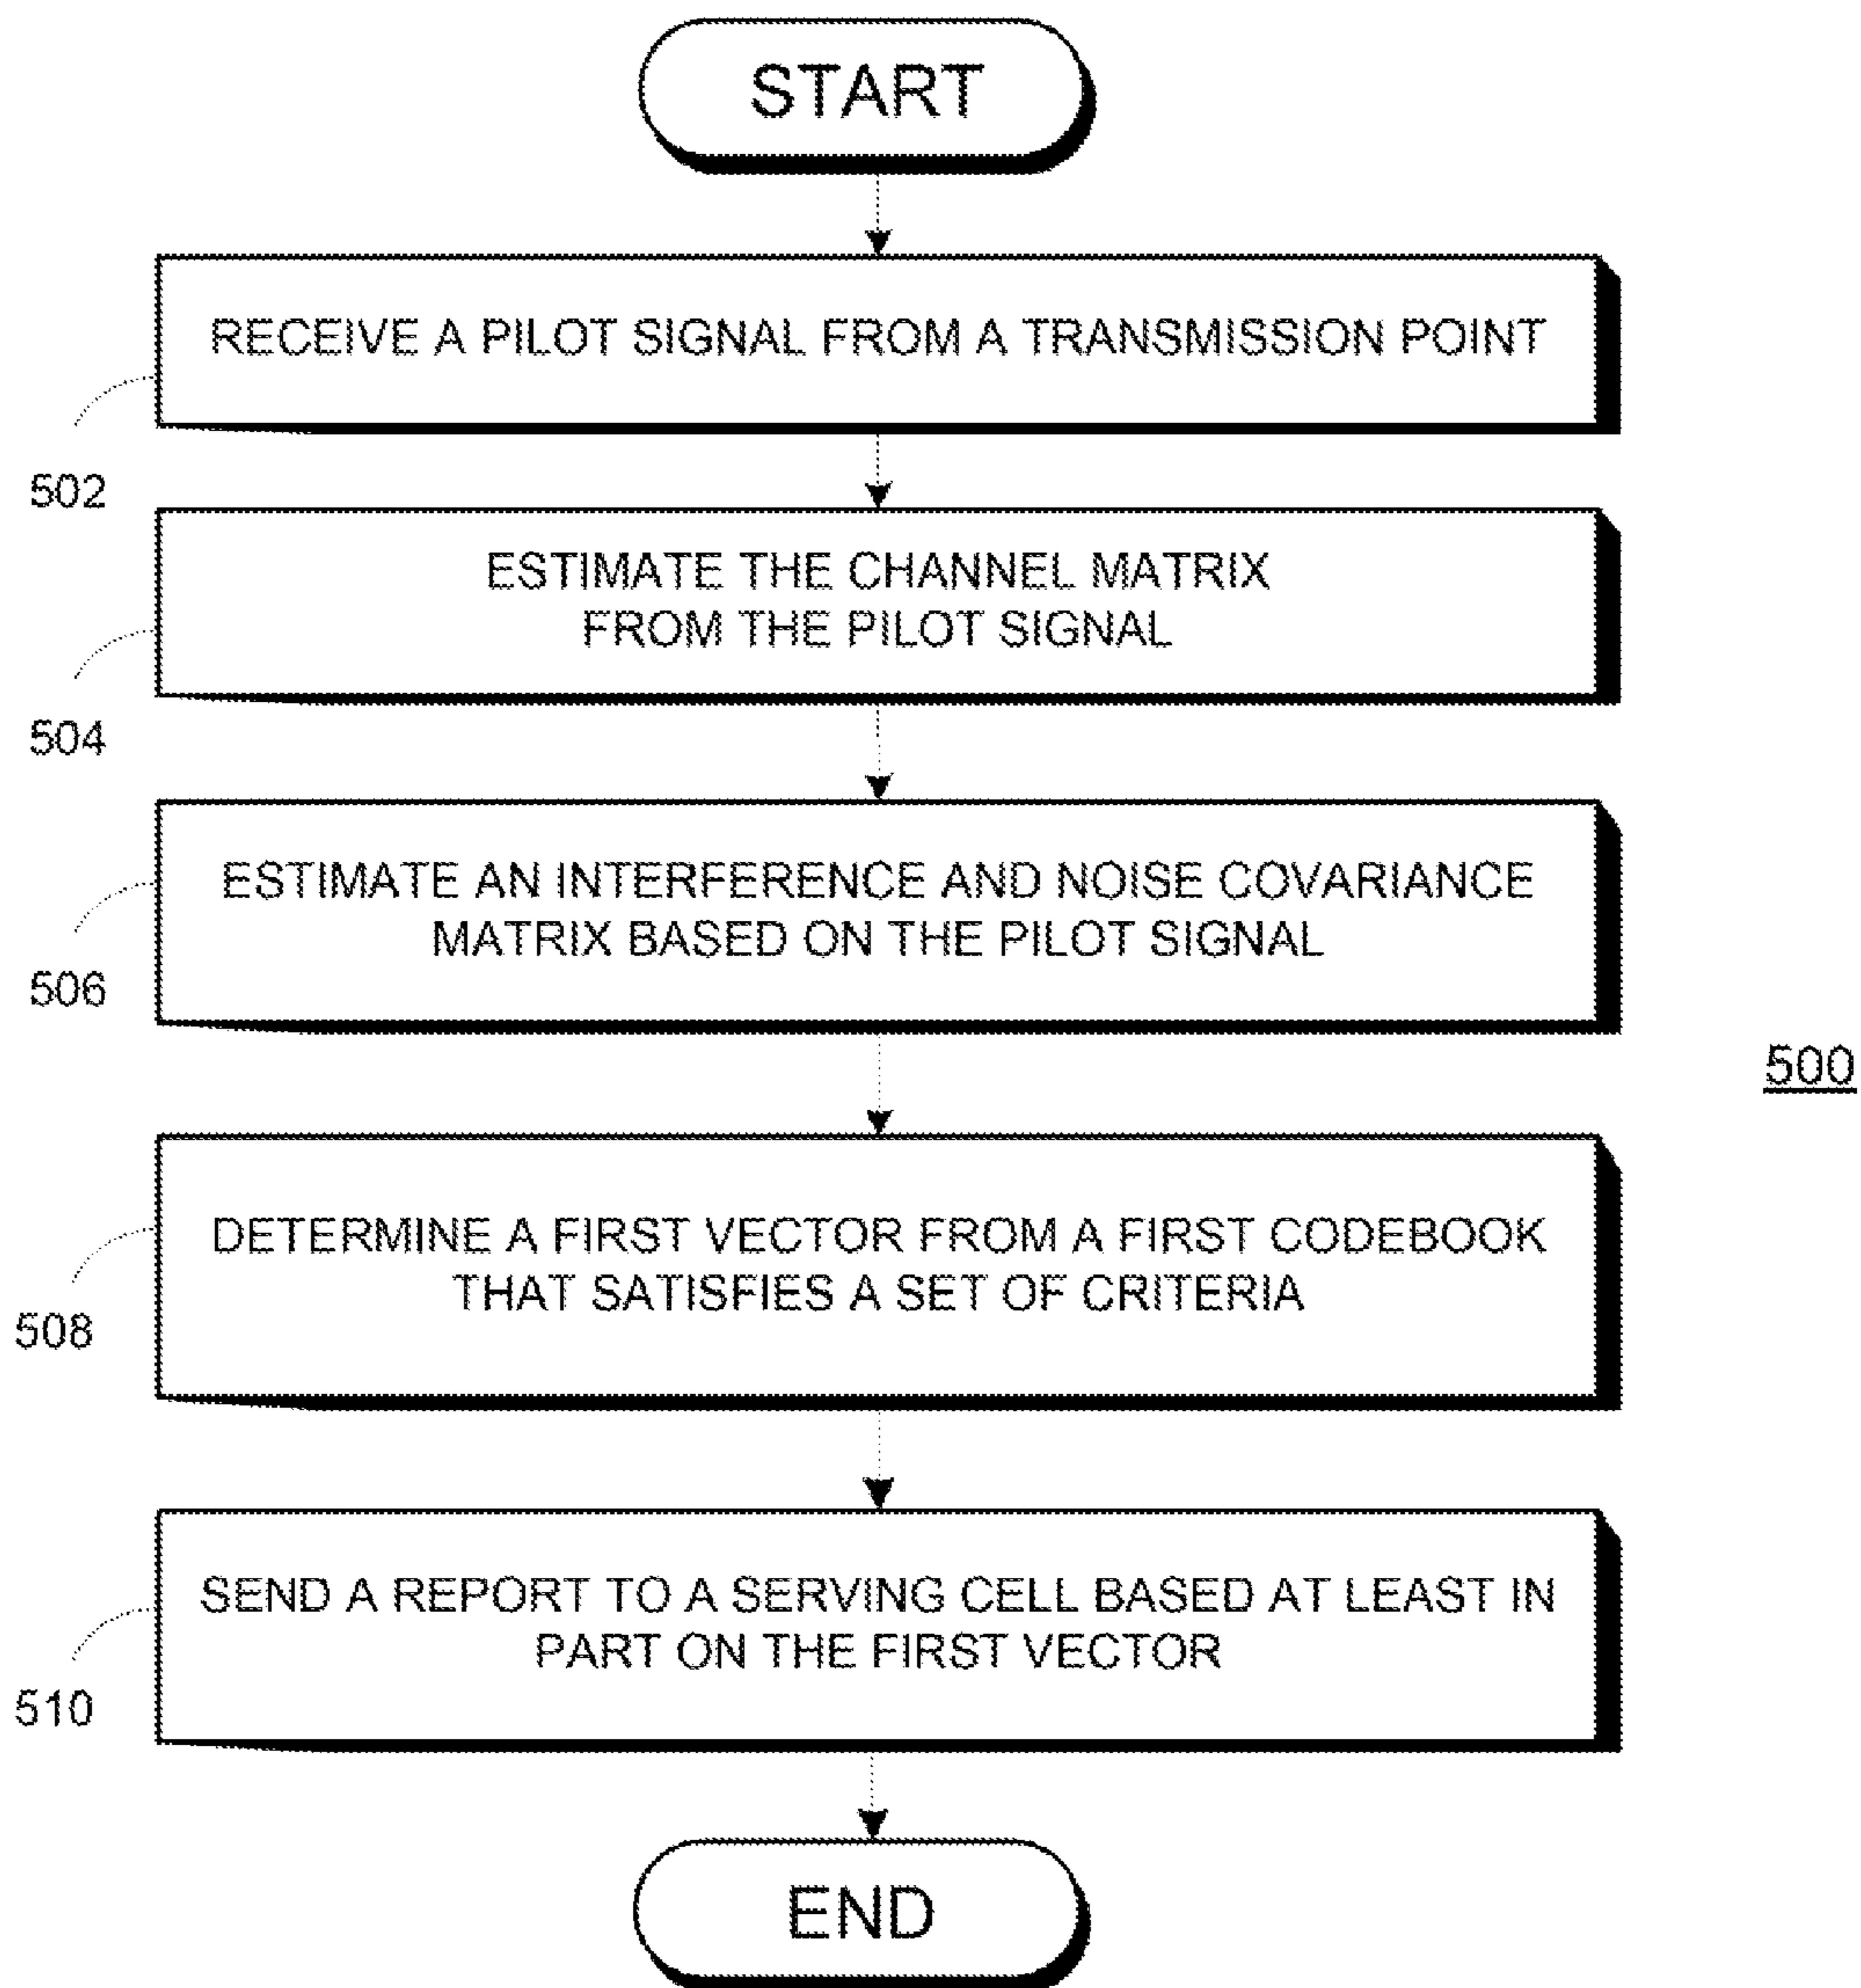 START
RECEIVE A PILOT SIGNAL FROM A TRANSMISSION POINT
502
ESTIMATE THE CHANNEL MATRIX
FROM THE PILOT SIGNAL
504
ESTIMATE AN INTERFERENCE AND NOISE COVARIANCE
MATRIX BASED ON THE PILOT SIGNAL
506
500
DETERMINE A FIRST VECTOR FROM A FIRST CODEBOOK
THAT SATISFIES A SET OF CRITERIA
508
SEND A REPORT TO A SERVING CELL BASED AT LEAST IN
PART ON THE FIRST VECTOR
510
END